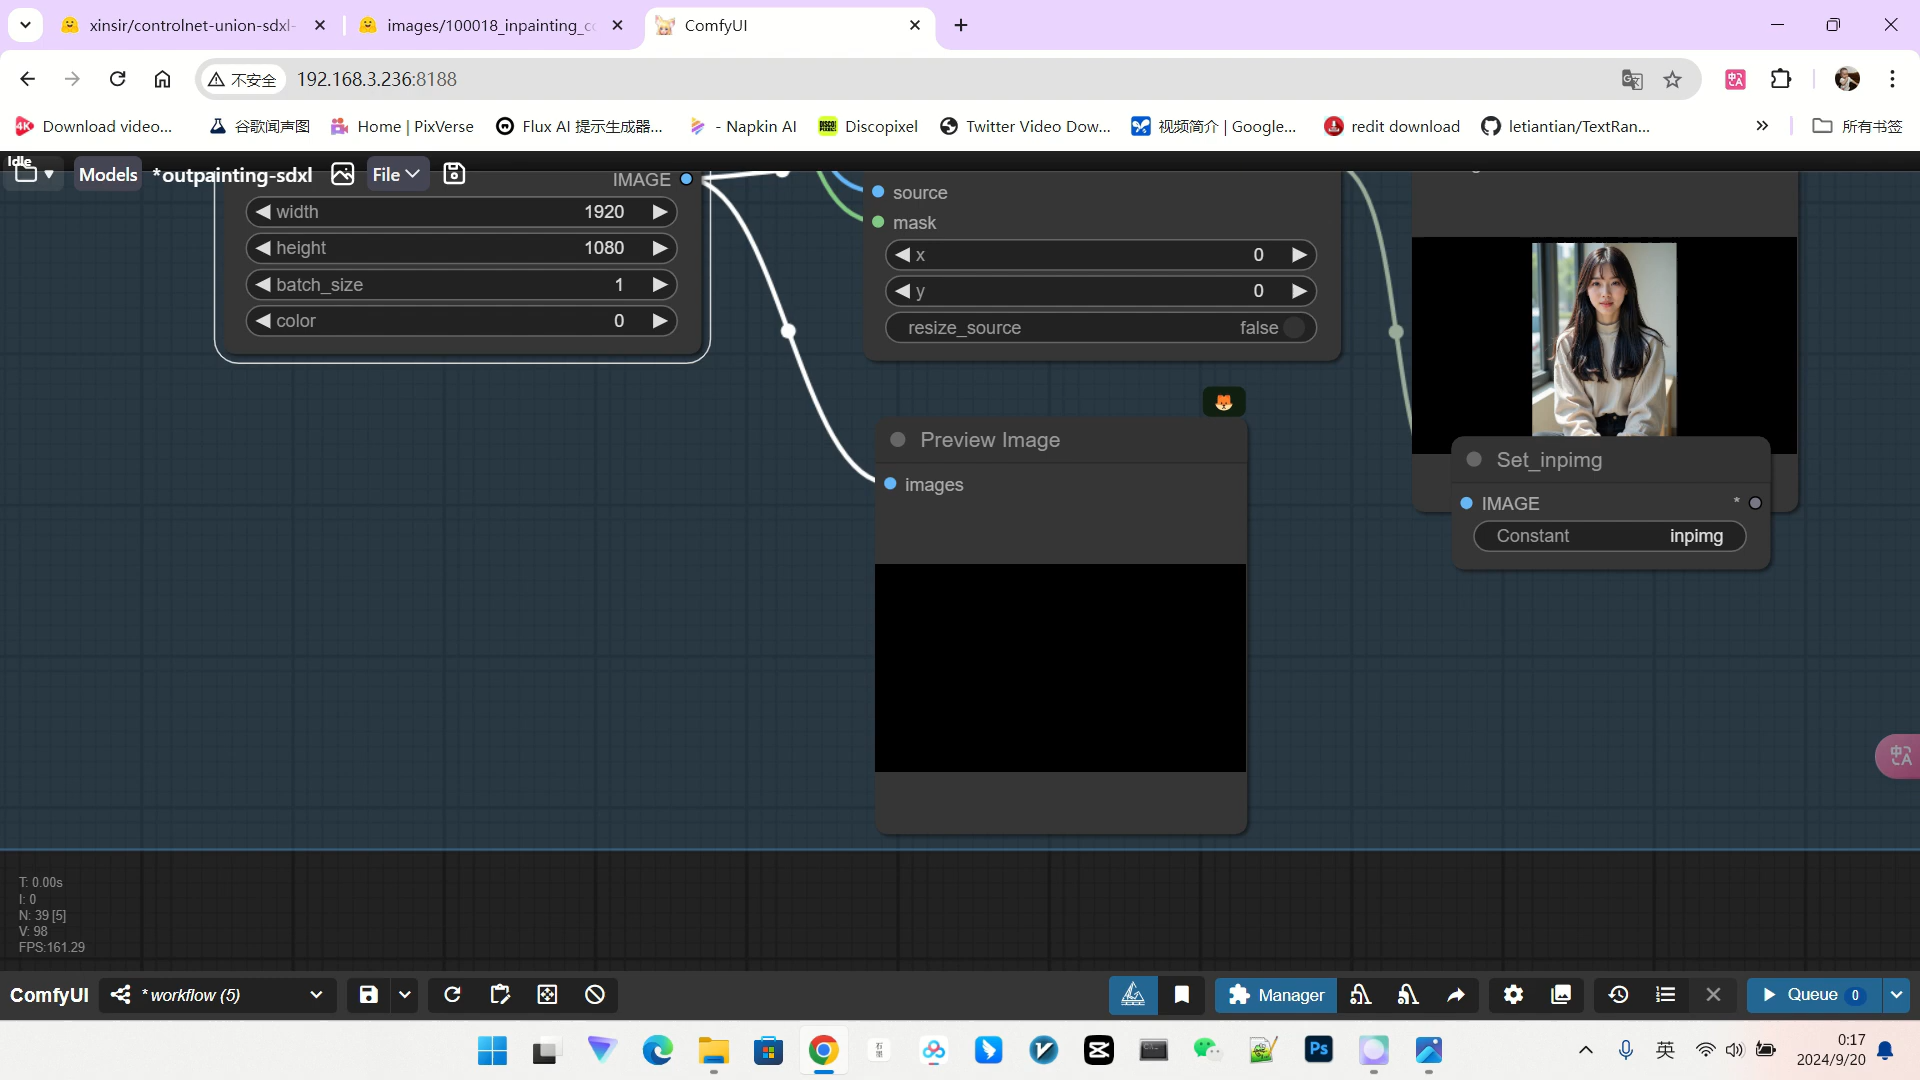 xinsir/controlnet-union-sdxl-
images/100018_inpainting_co
ComfyUI
不安全
192.168.3.236:8188
Download video...
谷歌闻声图
Home | PixVerse
Flux AI 提示生成器...
- Napkin AI
Discopixel
Twitter Video Dow...
视频简介 | Google...
redit download
letiantian/TextRan...
所有书签
Idle
Models
*outpainting-sdxl
File
IMAGE
width 1920
height 1080
batch_size 1
color 0
source
mask
x 0
y 0
resize_source false
Preview Image
images
Set_inpimg
IMAGE *
Constant inpimg
T: 0.00s
I: 0
N: 39 [5]
V: 98
FPS:161.29
ComfyUI
* workflow (5)
Manager
Queue 0
Ps
英
0:17
2024/9/20